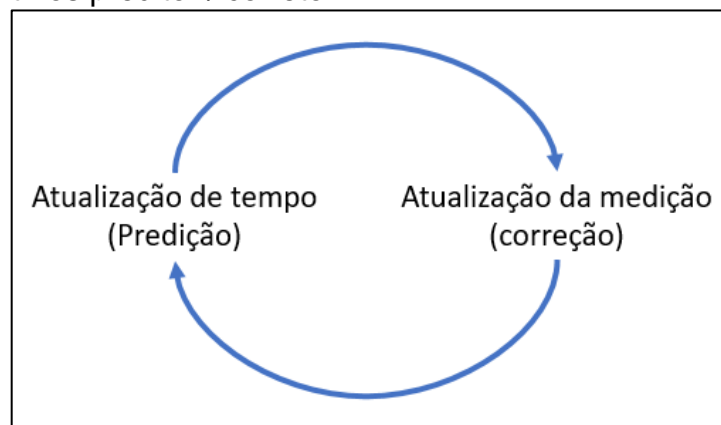 Atualização de tempo
(Predição)
Atualização da medição
(correção)